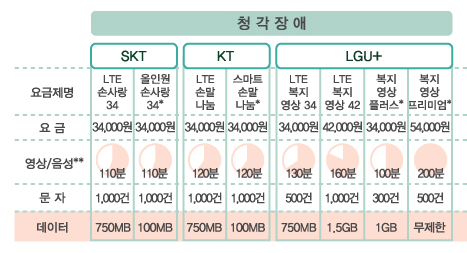 청각장애
SKT KT LGU+
요금제명 LTE 손사랑 34 올인원 손사랑 34* LTE 손말 나눔 스마트 손말 나눔* LTE 복지 영상 34 LTE 복지 영상 42 복지 영상 플러스* 복지 영상 프리미엄*
요 금 34,000원 34,000원 34,000원 34,000원 34,000원 42,000원 34,000원 54,000원
영상/음성** 110분 110분 120분 120분 130분 160분 100분 200분
문 자 1,000건 1,000건 1,000건 1,000건 500건 1,000건 300건 500건
데이터 750MB 100MB 750MB 100MB 750MB 1,5GB 1GB 무제한